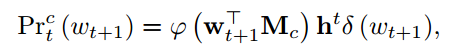 Pr_t^c (w_{t+1}) = φ (𝐰_{t+1}^⊤ 𝐌_c) 𝐡^t δ (w_{t+1}),